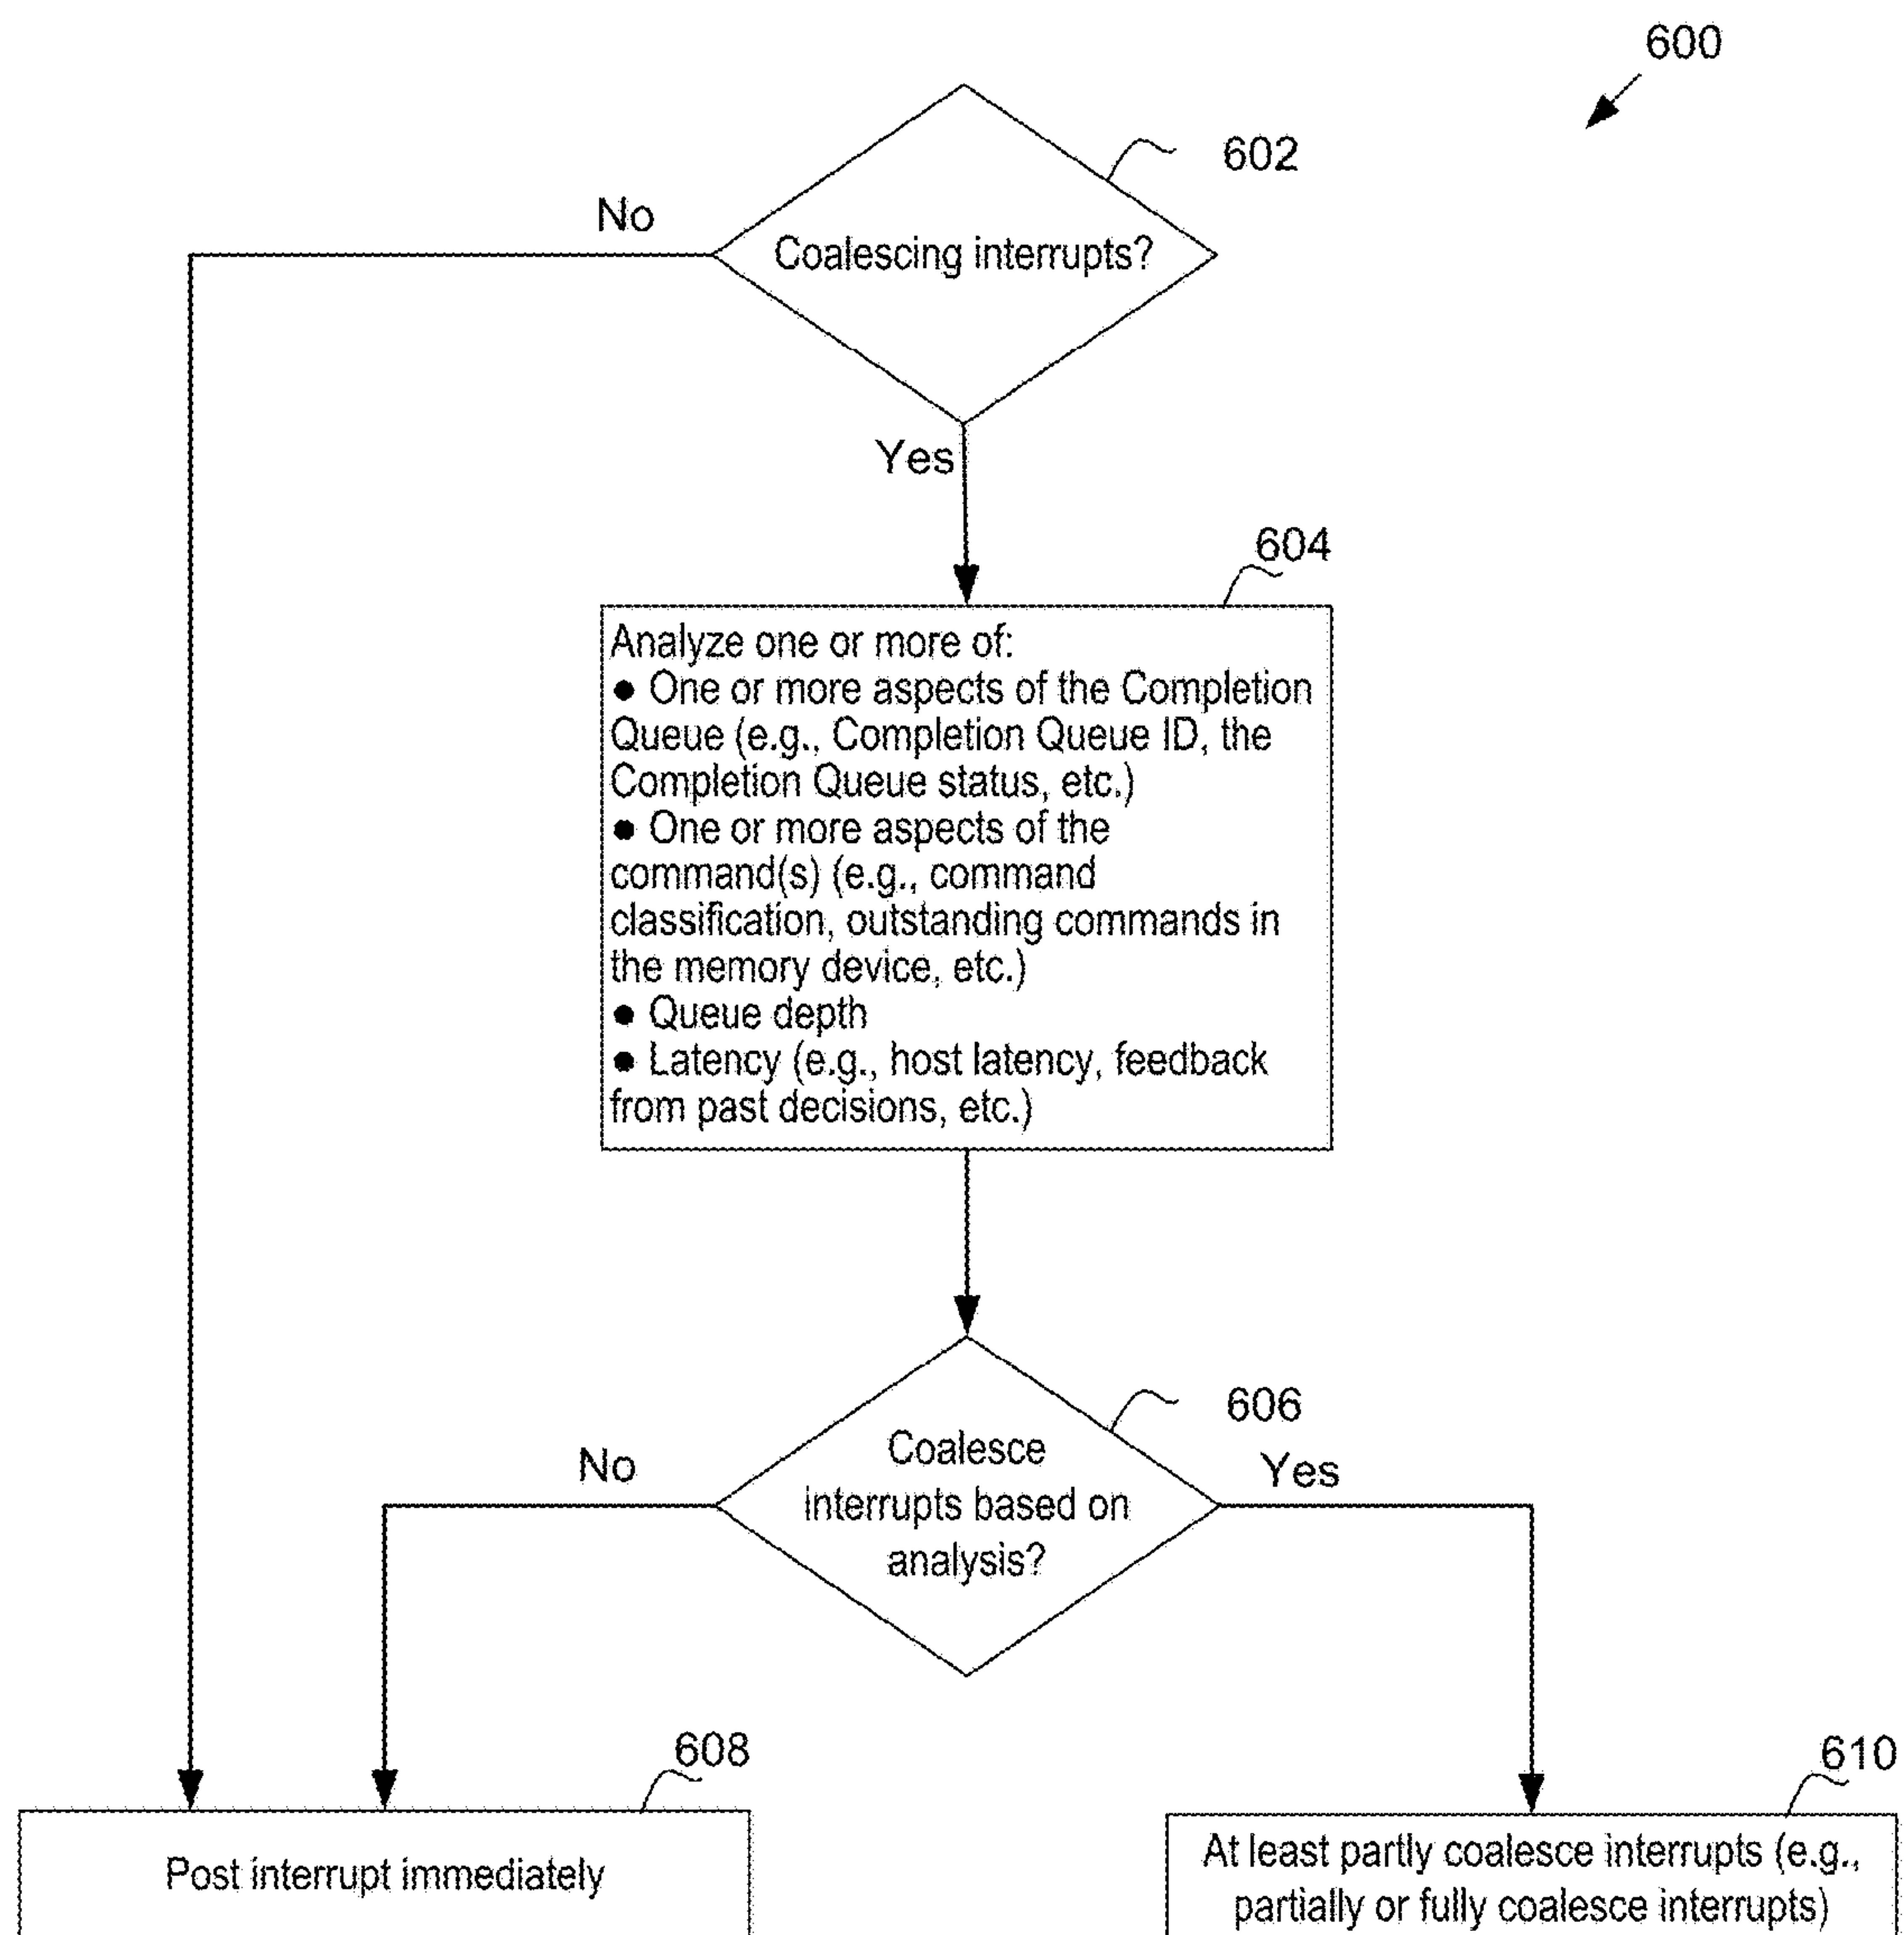 600
602
No
Coalescing interrupts?
Yes
604
Analyze one or more of:
● One or more aspects of the Completion
Queue (e.g., Completion Queue ID, the
Completion Queue status, etc.)
● One or more aspects of the
command(s) (e.g., command
classification, outstanding commands in
the memory device, etc.)
● Queue depth
● Latency (e.g., host latency, feedback
from past decisions, etc.)
606
No
Coalesce
interrupts based on
analysis?
Yes
608
Post interrupt immediately
610
At least partly coalesce interrupts (e.g.,
partially or fully coalesce interrupts)